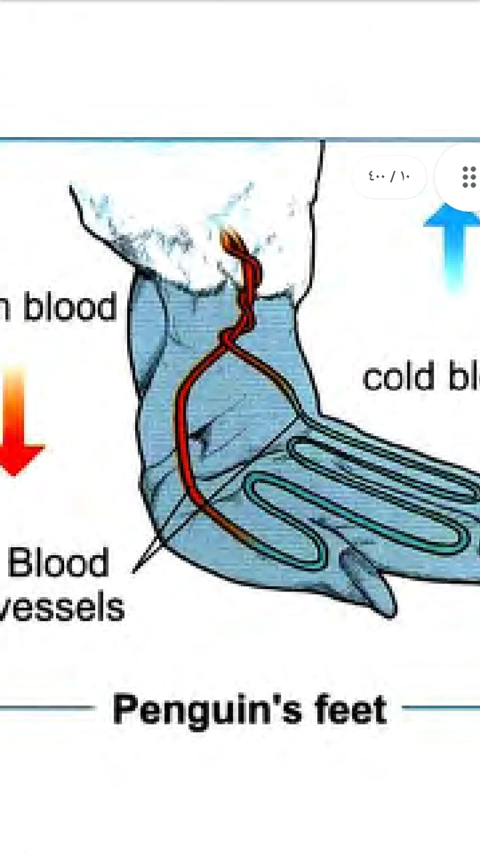 ٤٠٠ / ١٠
n blood
cold bl
Blood
vessels
Penguin's feet